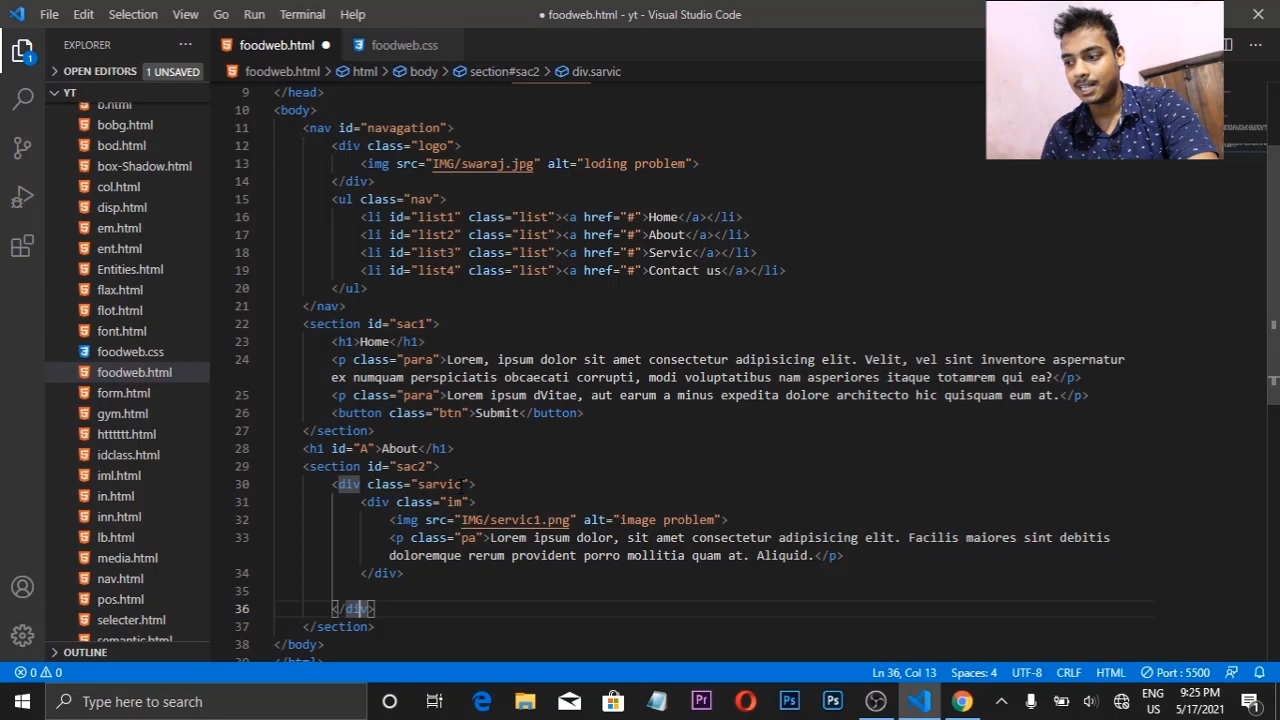 File Edit Selection View Go Run Terminal Help
● foodweb.html - yt - Visual Studio Code
EXPLORER
foodweb.html
foodweb.css
OPEN EDITORS 1 UNSAVED
foodweb.html > html > body > section#sac2 > div.sarvic
YT
b.html
bobg.html
bod.html
box-Shadow.html
col.html
disp.html
em.html
ent.html
Entities.html
flax.html
flot.html
font.html
foodweb.css
foodweb.html
form.html
gym.html
htttttt.html
idclass.html
iml.html
in.html
inn.html
lb.html
media.html
nav.html
pos.html
selecter.html
semantic.html
OUTLINE
9 </head>
10 <body>
11 <nav id="navagation">
12 <div class="logo">
13 <img src="IMG/swaraj.jpg" alt="loding problem">
14 </div>
15 <ul class="nav">
16 <li id="list1" class="list"><a href="#">Home</a></li>
17 <li id="list2" class="list"><a href="#">About</a></li>
18 <li id="list3" class="list"><a href="#">Servic</a></li>
19 <li id="list4" class="list"><a href="#">Contact us</a></li>
20 </ul>
21 </nav>
22 <section id="sac1">
23 <h1>Home</h1>
24 <p class="para">Lorem, ipsum dolor sit amet consectetur adipisicing elit. Velit, vel sint inventore aspernatur
ex numquam perspiciatis obcaecati corrupti, modi voluptatibus nam asperiores itaque totamrem qui ea?</p>
25 <p class="para">Lorem ipsum dVitae, aut earum a minus expedita dolore architecto hic quisquam eum at.</p>
26 <button class="btn">Submit</button>
27 </section>
28 <h1 id="A">About</h1>
29 <section id="sac2">
30 <div class="sarvic">
31 <div class="im">
32 <img src="IMG/servic1.png" alt="image problem">
33 <p class="pa">Lorem ipsum dolor, sit amet consectetur adipisicing elit. Facilis maiores sint debitis
doloremque rerum provident porro mollitia quam at. Aliquid.</p>
34 </div>
35
36 </div>
37 </section>
38 </body>
39 </html>
0 0 Ln 36, Col 13 Spaces: 4 UTF-8 CRLF HTML Port : 5500
Type here to search
ENG
US
9:25 PM
5/17/2021